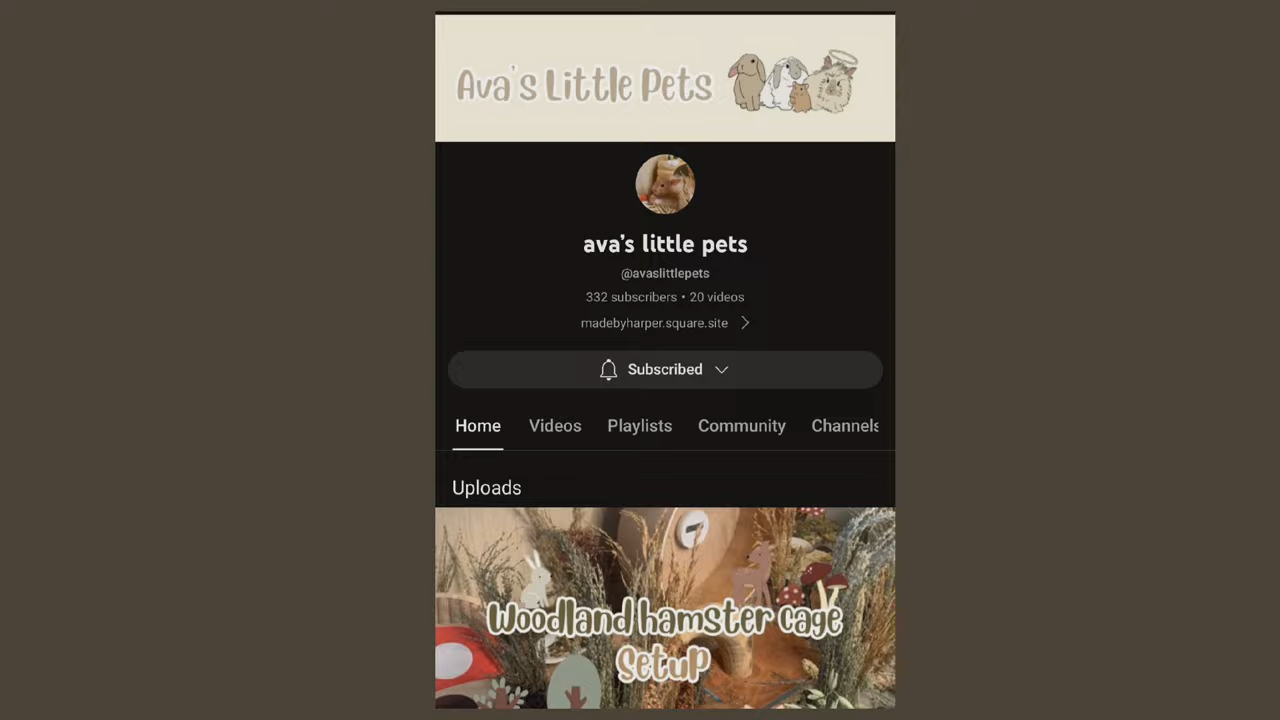 Ava's Little Pets
ava's little pets
@avaslittlepets
332 subscribers • 20 videos
madebyharper.square.site
Subscribed
Home Videos Playlists Community Channels
Uploads
Woodland hamster cage
Setup